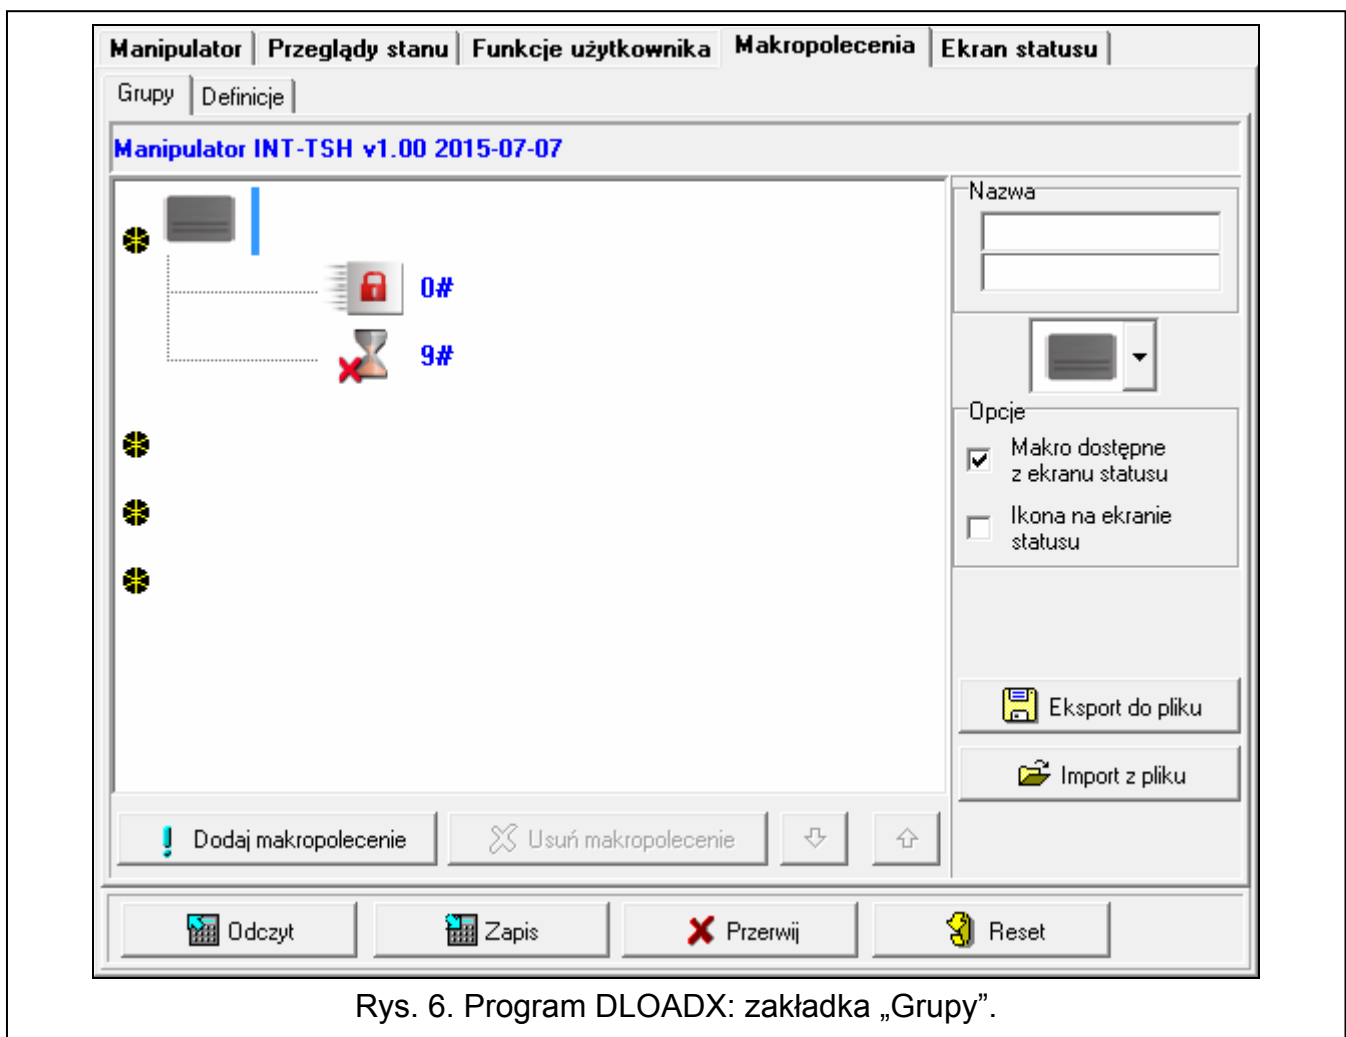 Manipulator Przeglądy stanu Funkcje użytkownika Makropolecenia Ekran statusu
Grupy Definicje
Manipulator INT-TSH v1.00 2015-07-07
Nazwa
0#
9#
Opcje
Makro dostępne
z ekranu statusu
Ikona na ekranie
statusu
Eksport do pliku
Import z pliku
Dodaj makropolecenie Usuń makropolecenie
Odczyt Zapis Przerwij Reset
Rys. 6. Program DLOADX: zakładka „Grupy”.